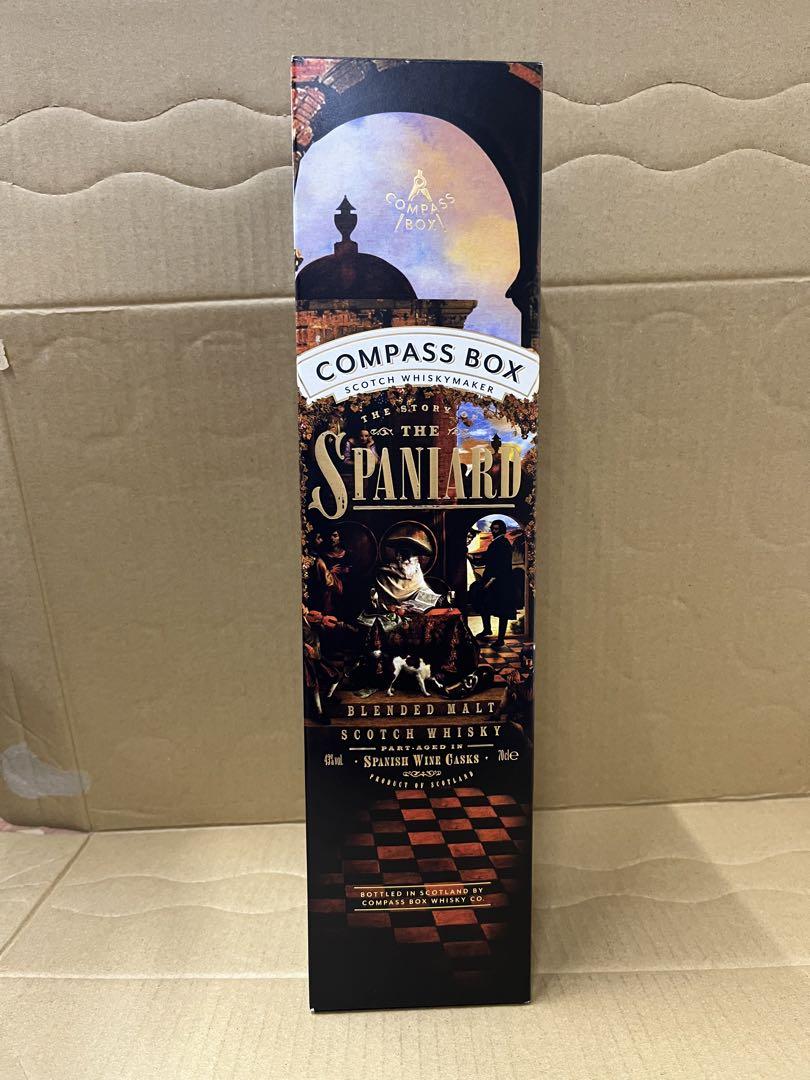 COMPASS
BOX
COMPASS BOX
SCOTCH WHISKYMAKER
THE STORY
THE
SPANIARD
BLENDED MALT
SCOTCH WHISKY
PART-AGED IN
43%vol. · SPANISH WINE CASKS · 70cl℮
PRODUCT OF SCOTLAND
BOTTLED IN SCOTLAND BY
COMPASS BOX WHISKY CO.